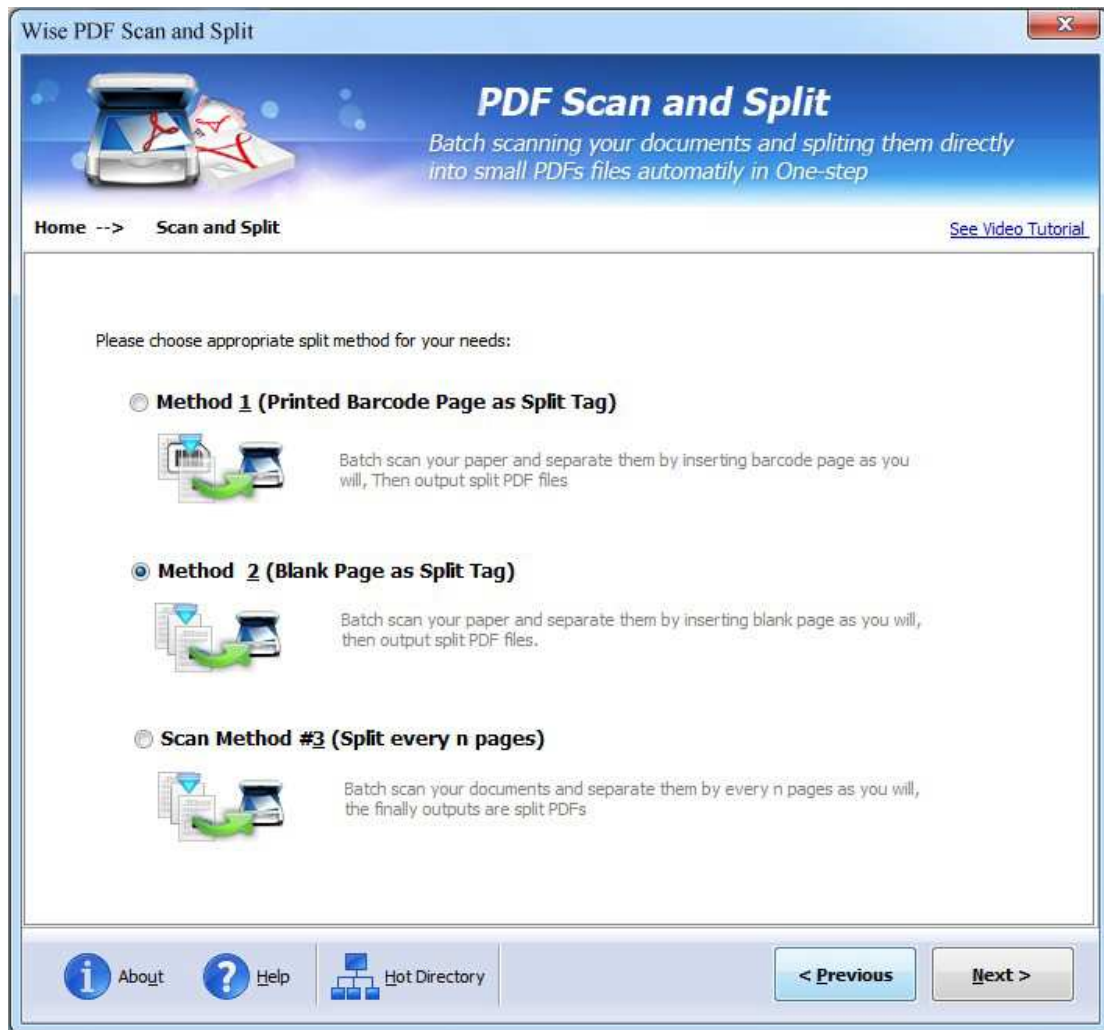 Wise PDF Scan and Split
PDF Scan and Split
Batch scanning your documents and spliting them directly
into small PDFs files automatily in One-step
Home --> Scan and Split
See Video Tutorial
Please choose appropriate split method for your needs:
Method 1 (Printed Barcode Page as Split Tag)
Batch scan your paper and separate them by inserting barcode page as you
will, Then output split PDF files
Method 2 (Blank Page as Split Tag)
Batch scan your paper and separate them by inserting blank page as you will,
then output split PDF files.
Scan Method #3 (Split every n pages)
Batch scan your documents and separate them by every n pages as you will,
the finally outputs are split PDFs
About
Help
Hot Directory
< Previous
Next >